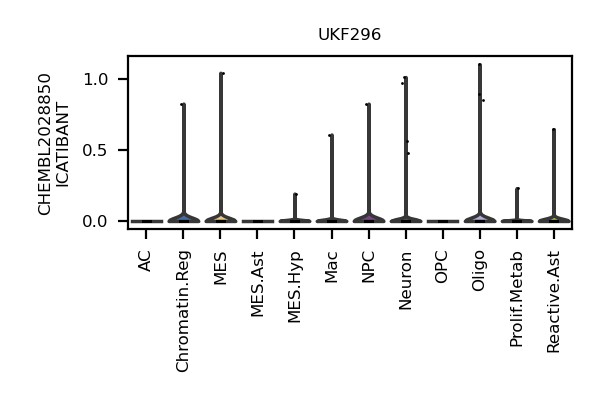 UKF296
CHEMBL2028850
ICATIBANT
1.0
0.5
0.0
AC
Chromatin.Reg
MES
MES.Ast
MES.Hyp
Mac
NPC
Neuron
OPC
Oligo
Prolif.Metab
Reactive.Ast